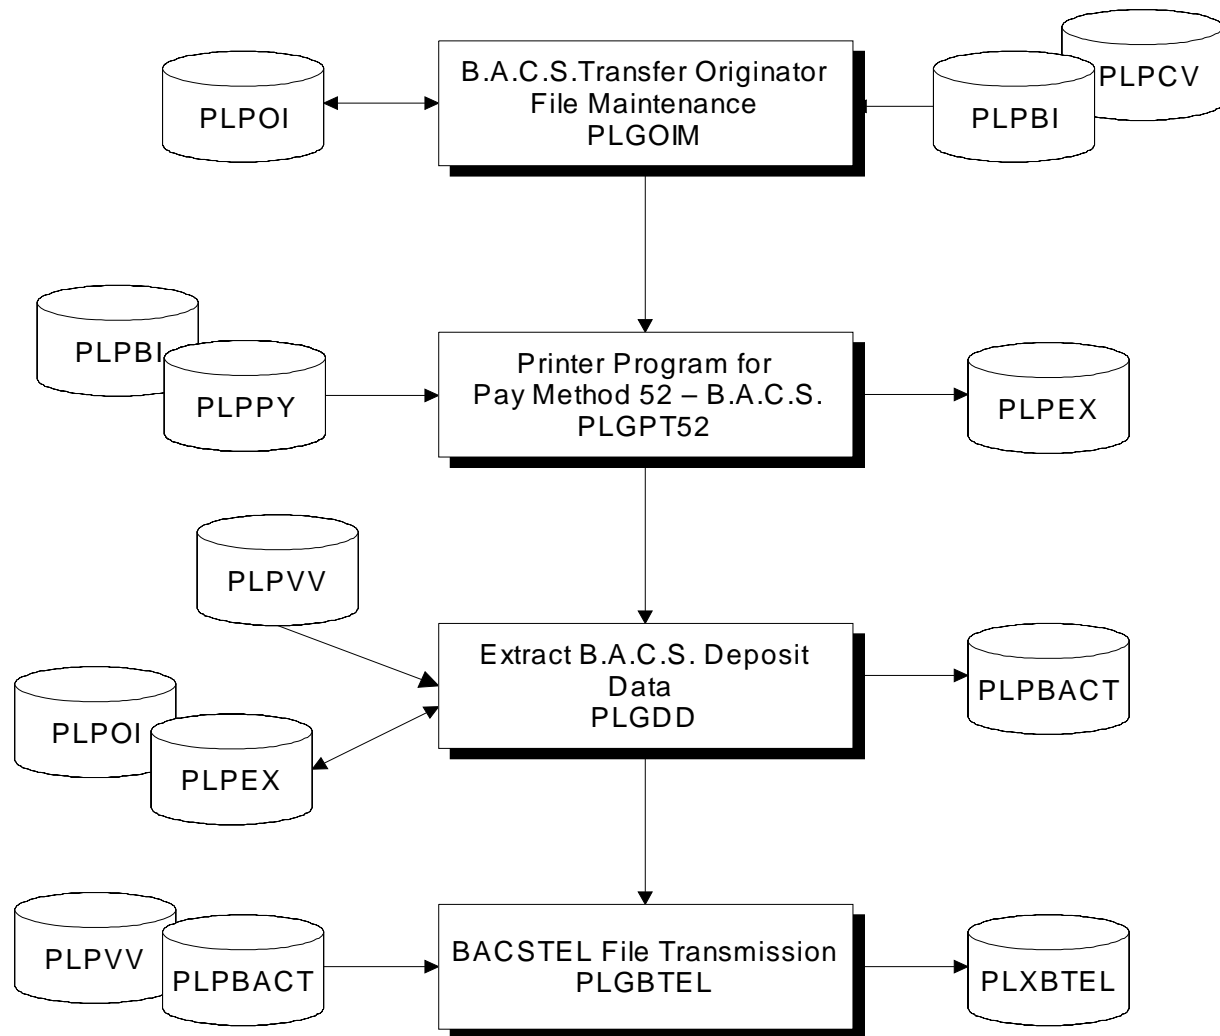 B.A.C.S.Transfer Originator
File Maintenance
PLGOIM
PLPOI
PLPCV
PLPBI
PLPBI
PLPPY
Printer Program for
Pay Method 52 – B.A.C.S.
PLGPT52
PLPEX
PLPVV
PLPOI
PLPEX
Extract B.A.C.S. Deposit
Data
PLGDD
PLPBACT
PLPVV
PLPBACT
BACSTEL File Transmission
PLGBTEL
PLXBTEL